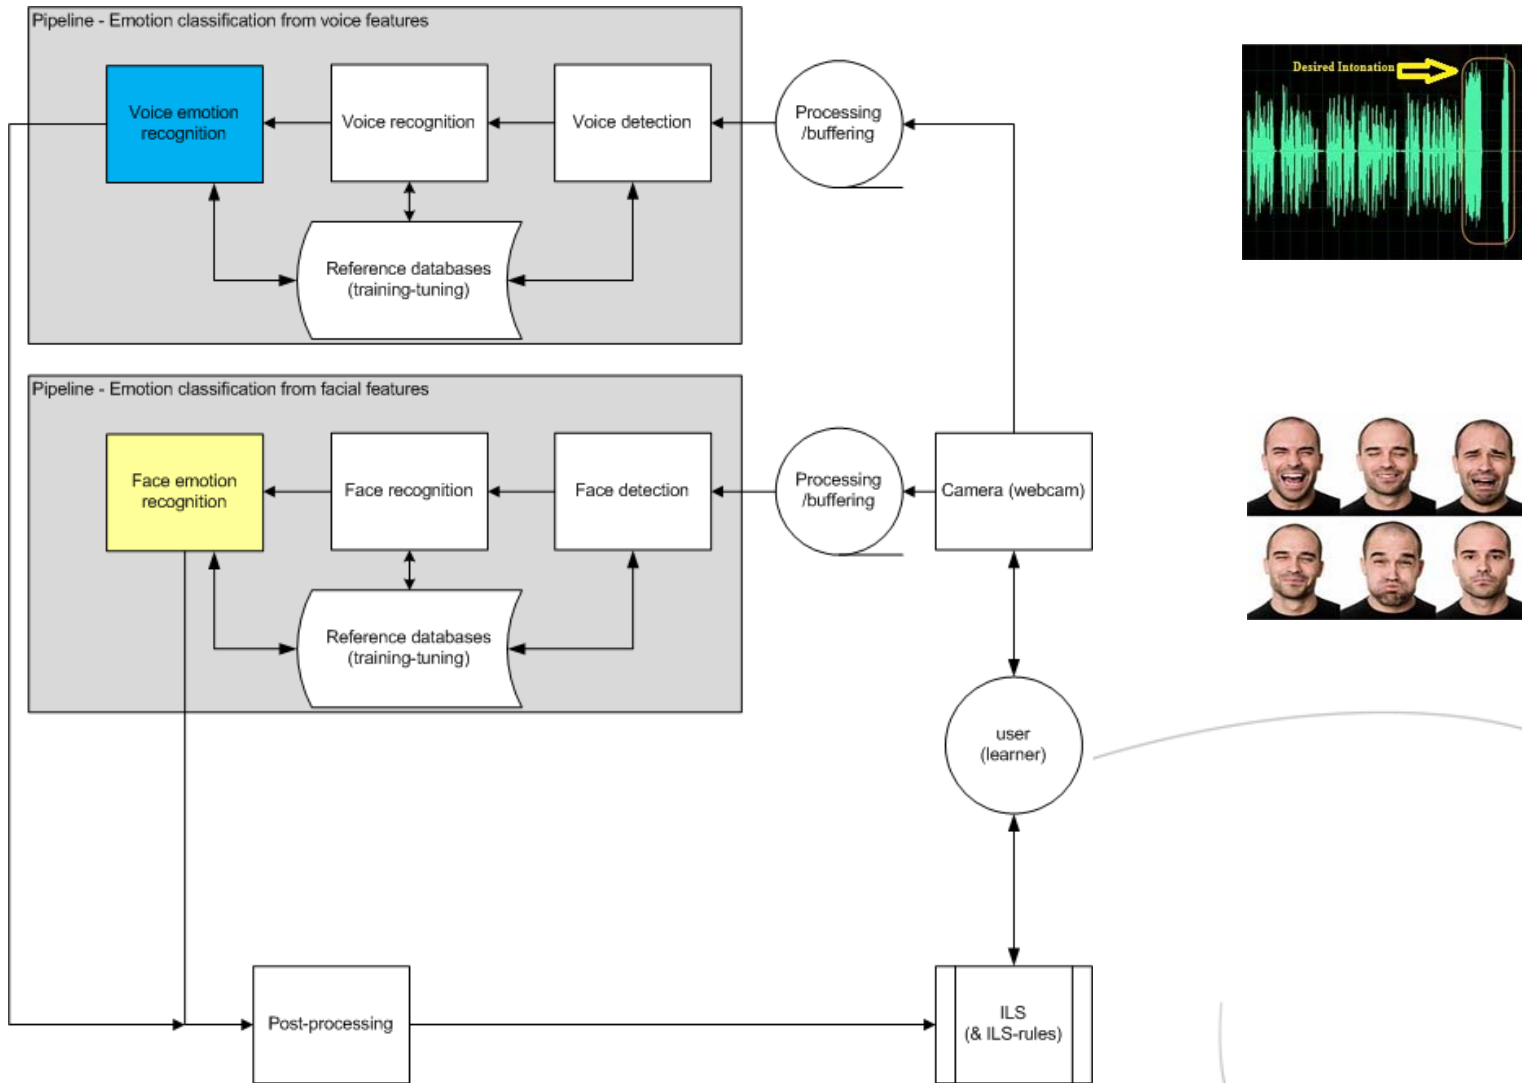 Pipeline - Emotion classification from voice features
Voice emotion
recognition
Voice recognition
Voice detection
Processing
/buffering
Reference databases
(training-tuning)
Desired Intonation
Pipeline - Emotion classification from facial features
Face emotion
recognition
Face recognition
Face detection
Processing
/buffering
Camera (webcam)
Reference databases
(training-tuning)
user
(learner)
Post-processing
ILS
(& ILS-rules)